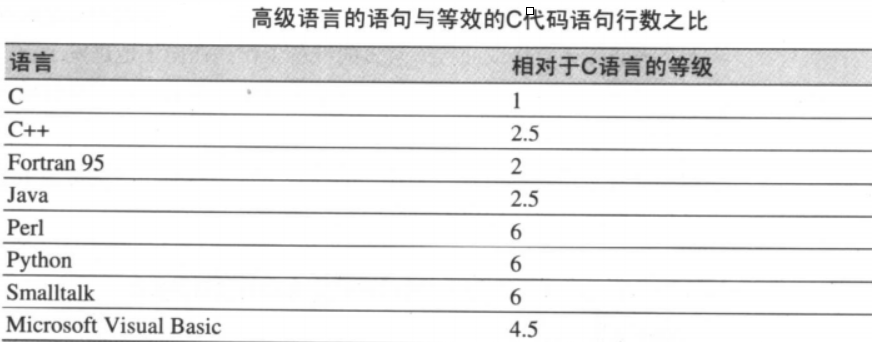 高级语言的语句与等效的C代码语句行数之比
语言 相对于C语言的等级
C 1
C++ 2.5
Fortran 95 2
Java 2.5
Perl 6
Python 6
Smalltalk 6
Microsoft Visual Basic 4.5